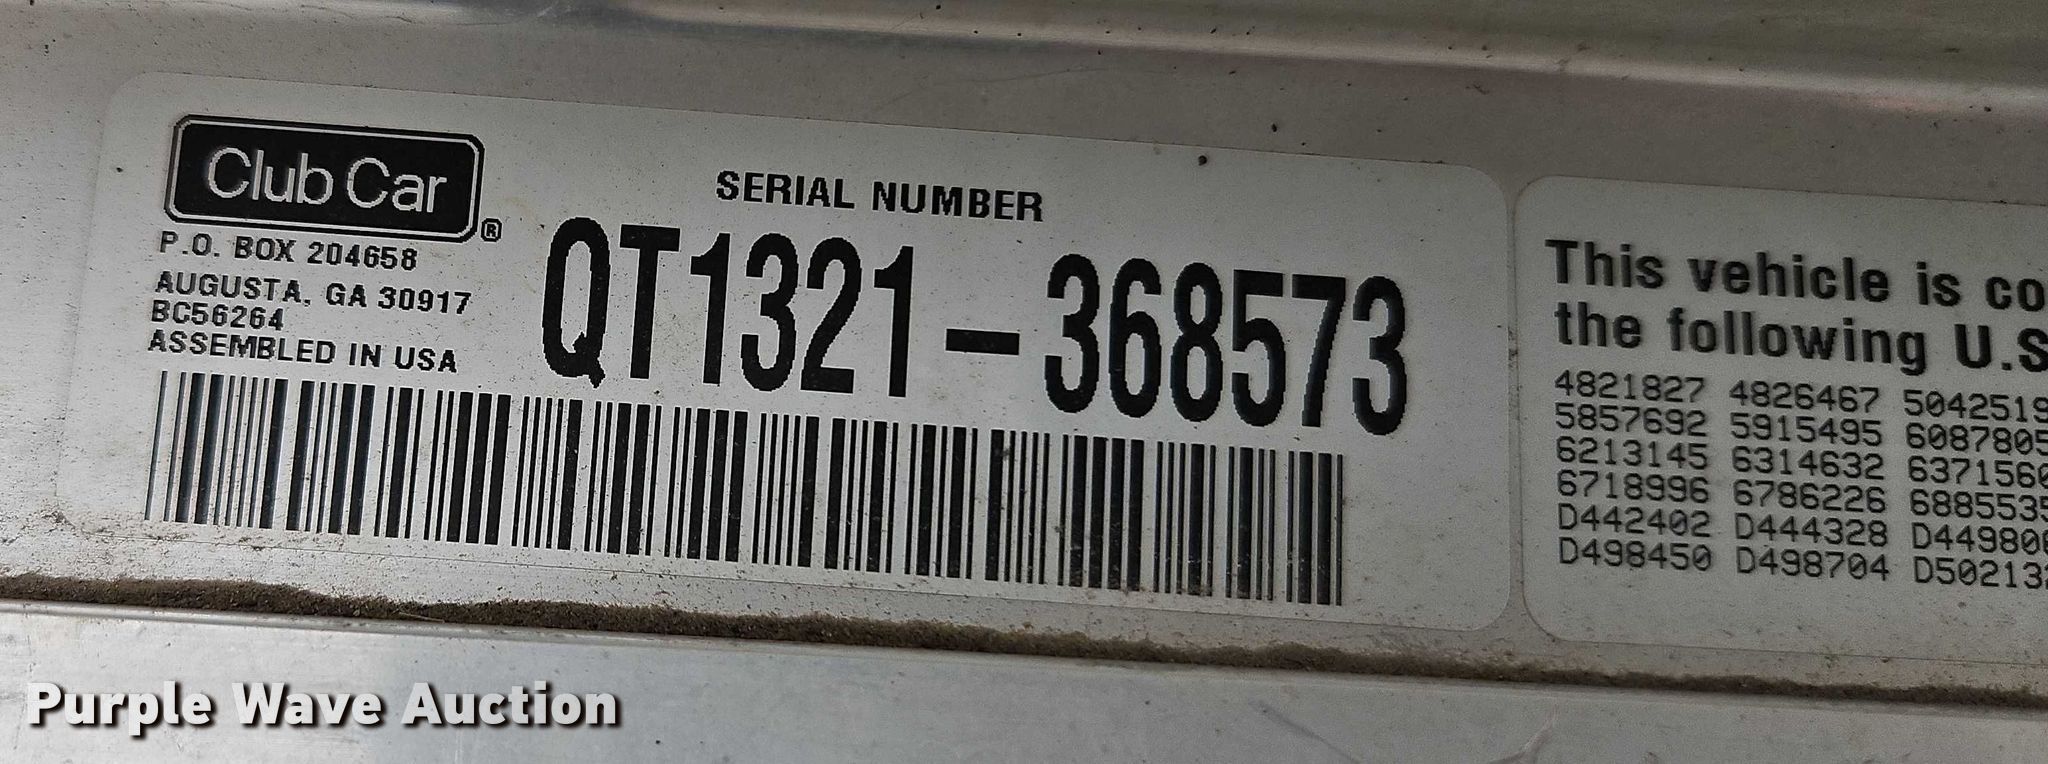 Club Car
®
P.O. BOX 204658
AUGUSTA, GA 30917
BC56264
ASSEMBLED IN USA
SERIAL NUMBER
QT1321-368573
This vehicle is co
the following U.S
4821827 4826467 5042519
5857692 5915495 6087805
6213145 6314632 6371560
6718996 6786226 6885535
D442402 D444328 D449806
D498450 D498704 D502132
Purple Wave Auction